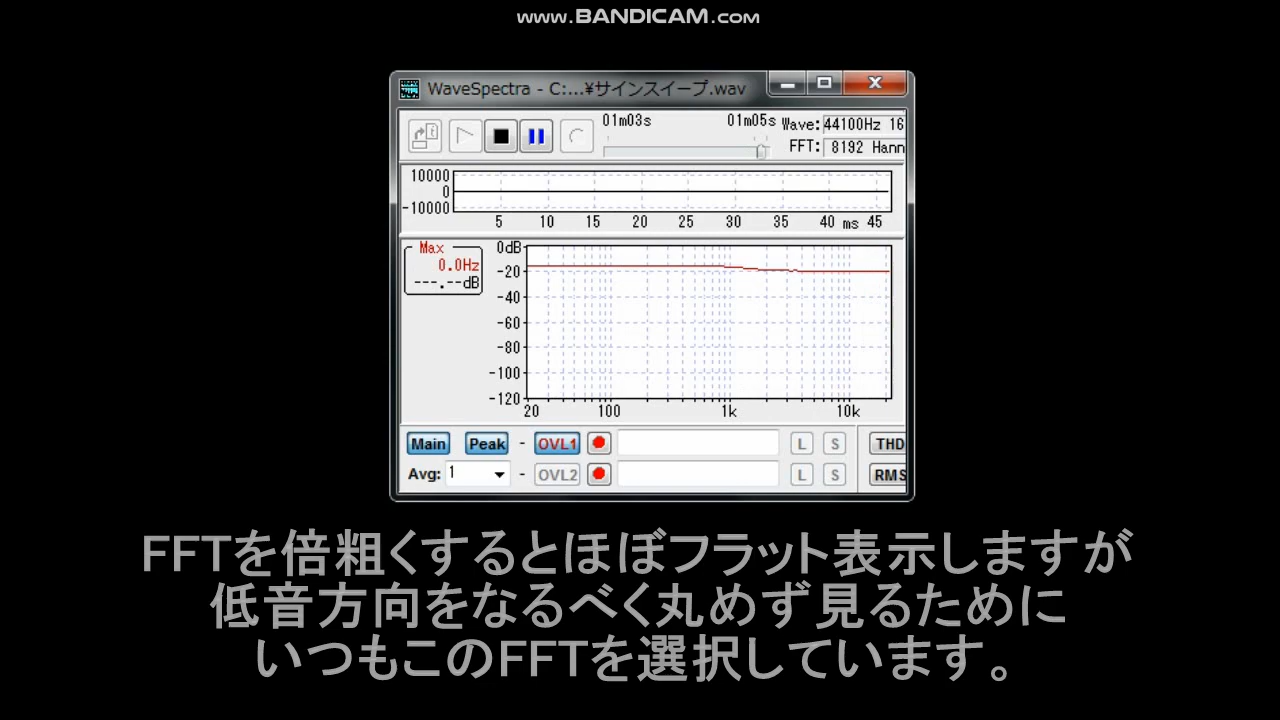 www.BANDICAM.com
WaveSpectra - C:...¥サインスイープ.wav
01m03s 01m05s Wave: 44100Hz 16
FFT: 8192 Hann
10000
0
-10000
5 10 15 20 25 30 35 40 ms 45
Max
0.0Hz
---.--dB
0dB
-20
-40
-60
-80
-100
-120
20 100 1k 10k
Main Peak - OVL1 L S THD
Avg: 1 - OVL2 L S RMS
FFTを倍粗くするとほぼフラット表示しますが
低音方向をなるべく丸めず見るために
いつもこのFFTを選択しています。